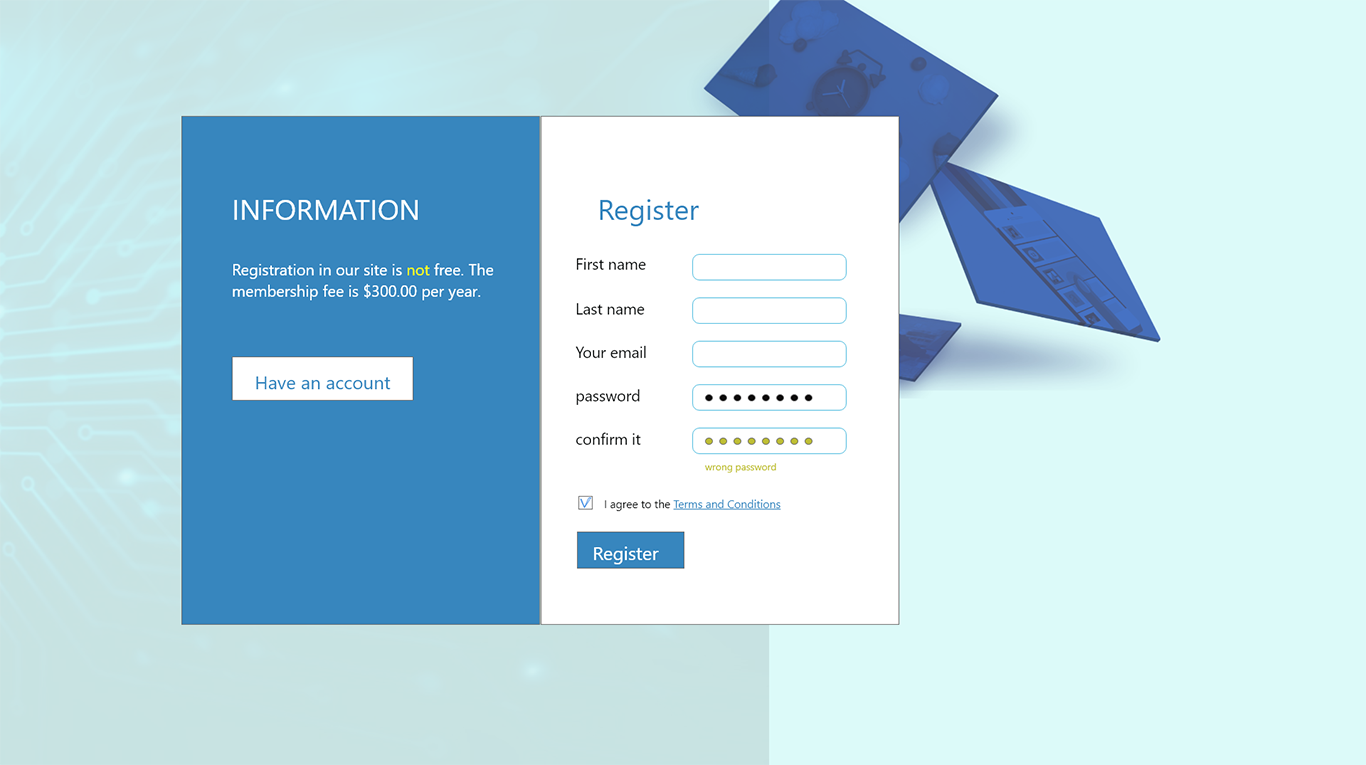 INFORMATION
Registration in our site is not free. The
membership fee is $300.00 per year.
Have an account
Register
First name
Last name
Your email
password
confirm it
wrong password
I agree to the Terms and Conditions
Register